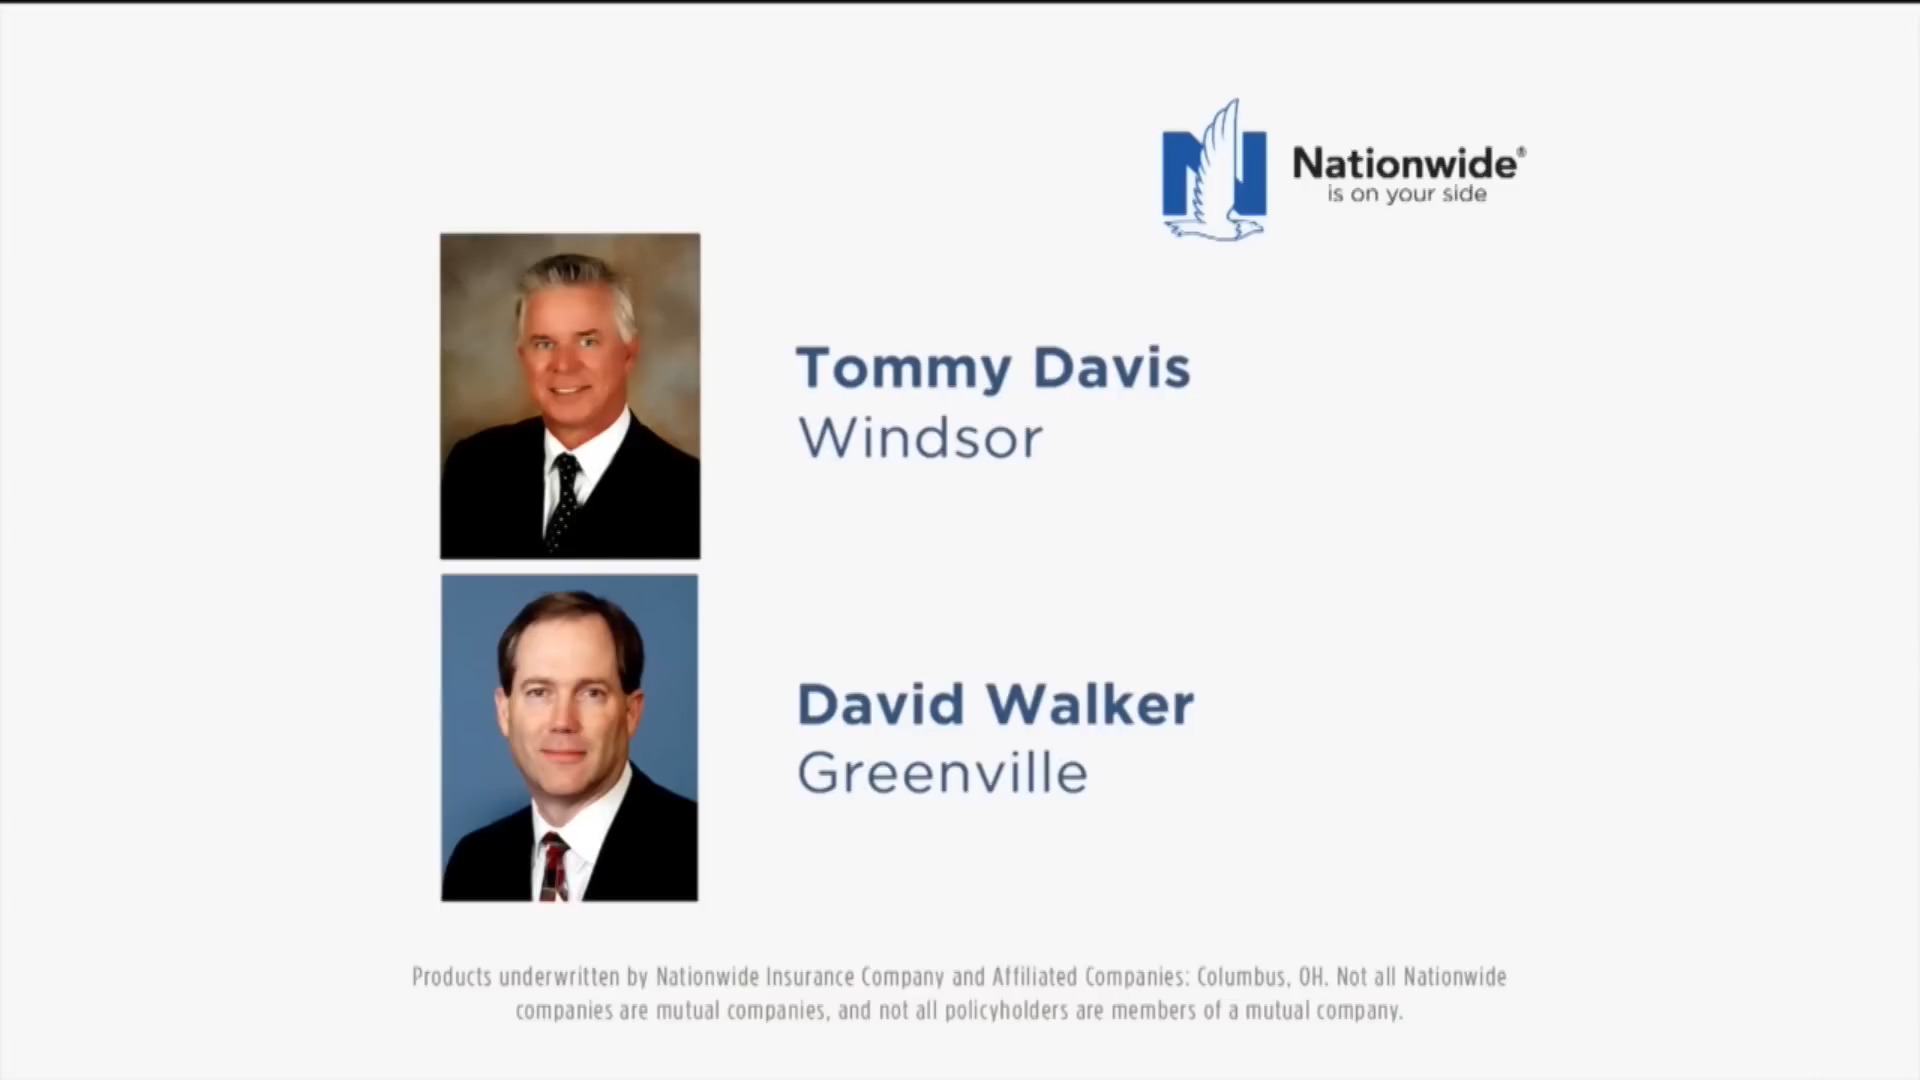 Nationwide®
is on your side
Tommy Davis
Windsor
David Walker
Greenville
Products underwritten by Nationwide Insurance Company and Affiliated Companies: Columbus, OH. Not all Nationwide
companies are mutual companies, and not all policyholders are members of a mutual company.